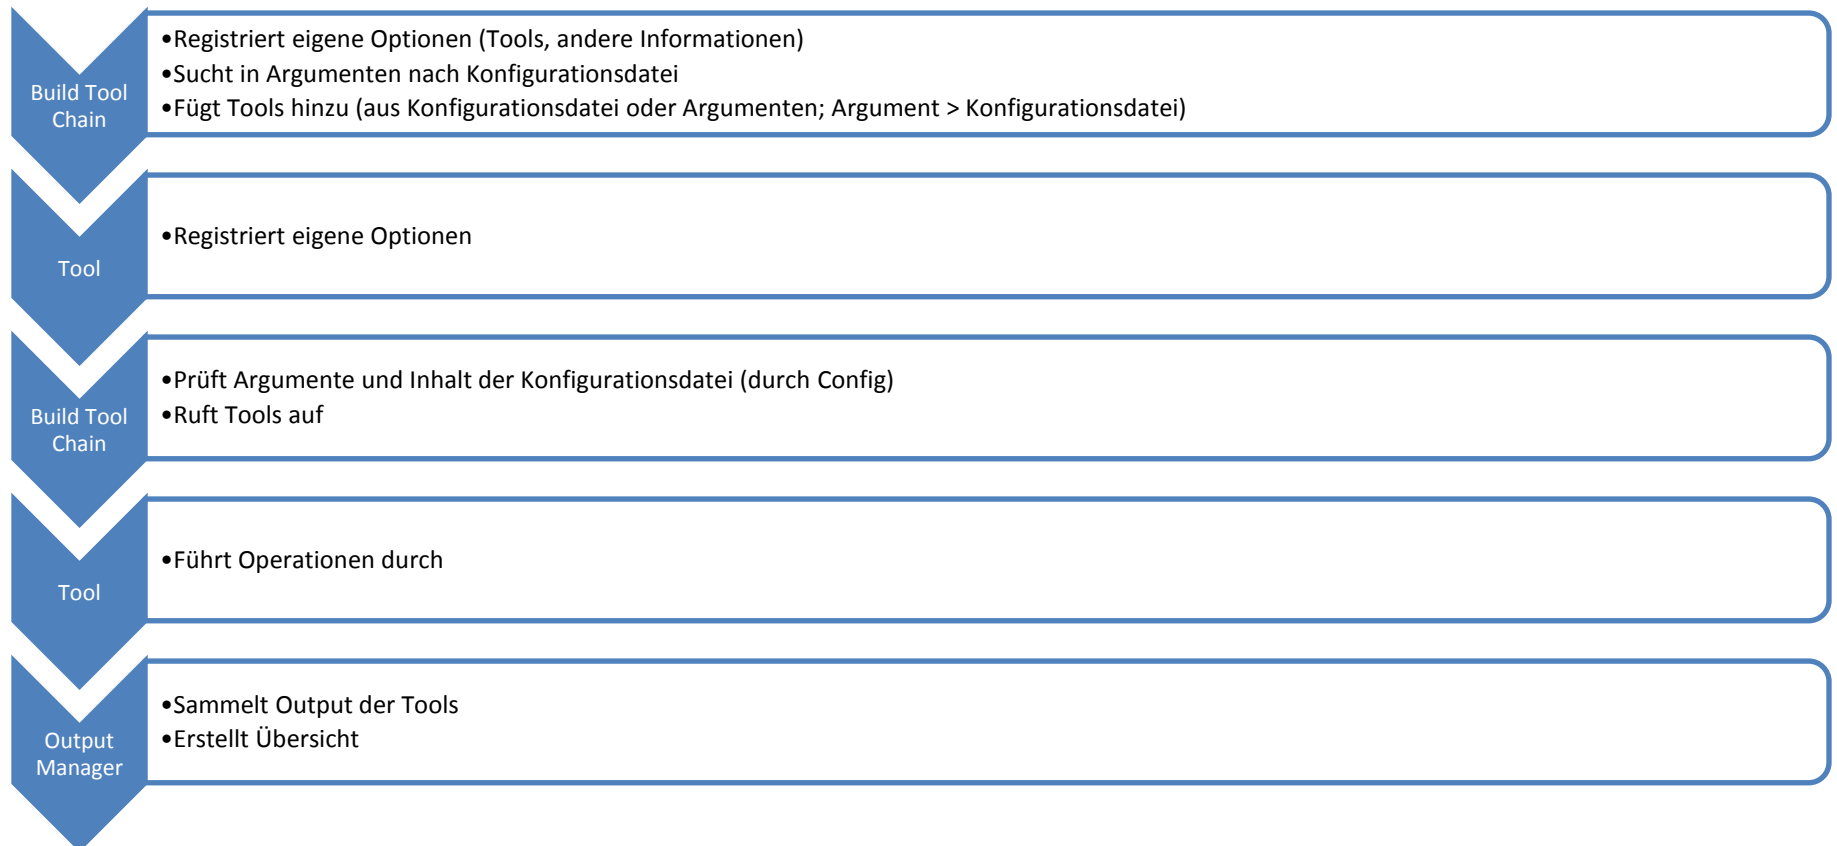 Build Tool
Chain
•Registriert eigene Optionen (Tools, andere Informationen)
•Sucht in Argumenten nach Konfigurationsdatei
•Fügt Tools hinzu (aus Konfigurationsdatei oder Argumenten; Argument > Konfigurationsdatei)
Tool
•Registriert eigene Optionen
Build Tool
Chain
•Prüft Argumente und Inhalt der Konfigurationsdatei (durch Config)
•Ruft Tools auf
Tool
•Führt Operationen durch
Output
Manager
•Sammelt Output der Tools
•Erstellt Übersicht